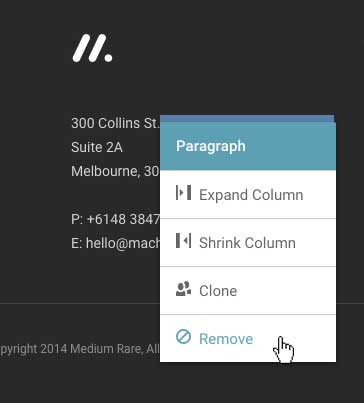 300 Collins St.
Suite 2A
Melbourne, 30
P: +6148 3847
E: hello@mach
pyright 2014 Medium Rare, All
Paragraph
Expand Column
Shrink Column
Clone
Remove